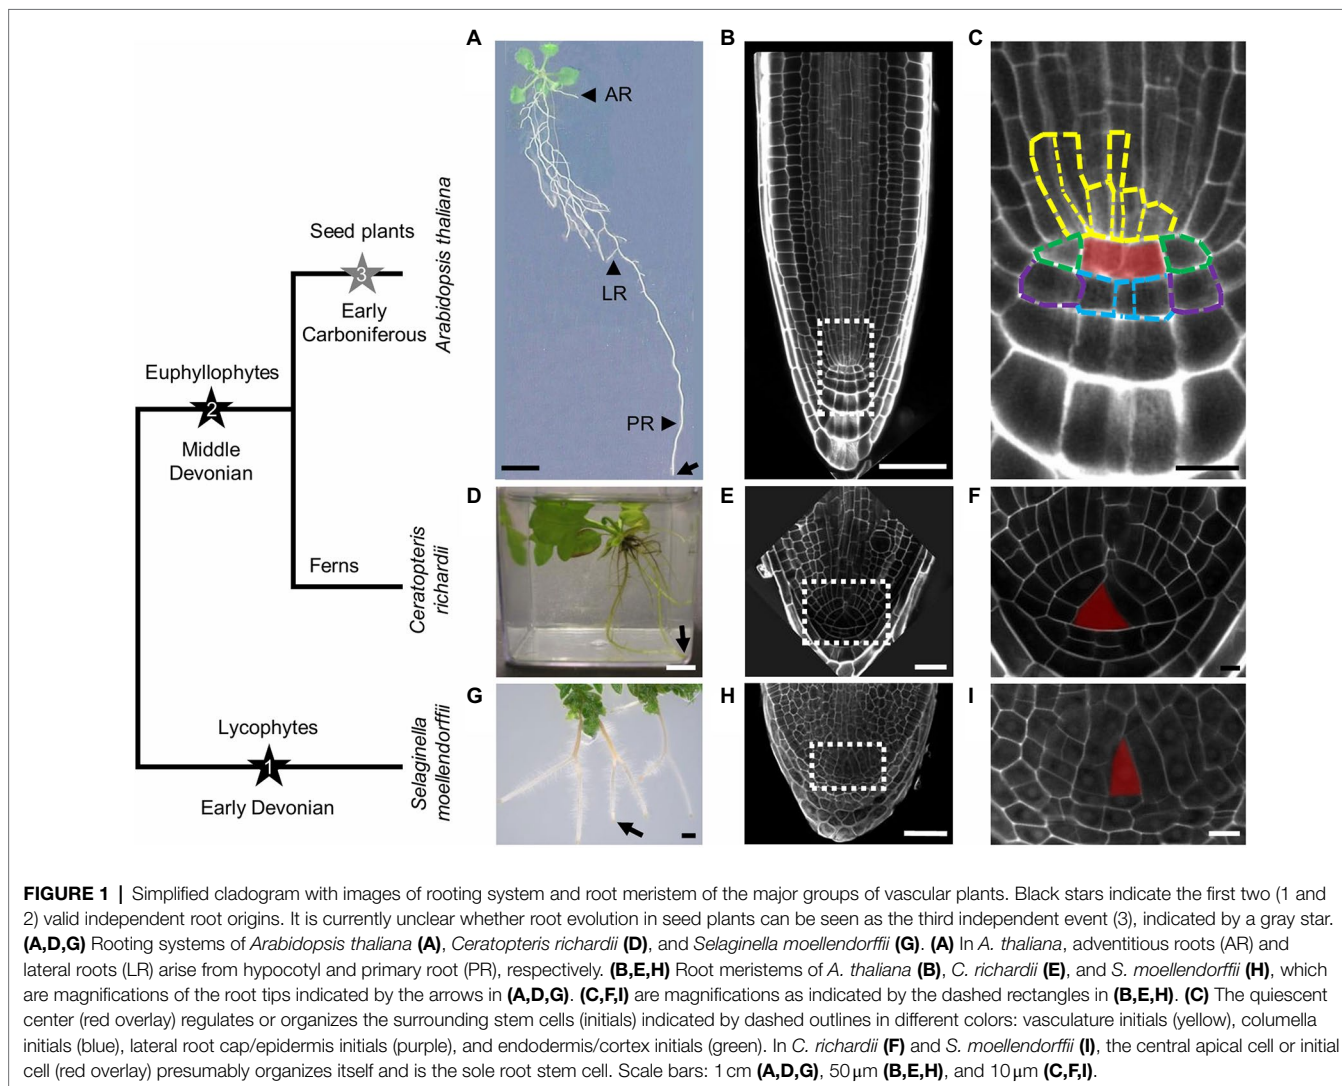 A
B
C
AR
LR
PR
Seed plants
3
Early
Carboniferous
Arabidopsis thaliana
Euphyllophytes
2
Middle
Devonian
D
E
F
Ferns
Ceratopteris
richardii
G
H
I
Lycophytes
1
Early Devonian
Selaginella
moellendorffii
FIGURE 1 | Simplified cladogram with images of rooting system and root meristem of the major groups of vascular plants. Black stars indicate the first two (1 and
2) valid independent root origins. It is currently unclear whether root evolution in seed plants can be seen as the third independent event (3), indicated by a gray star.
(A,D,G) Rooting systems of Arabidopsis thaliana (A), Ceratopteris richardii (D), and Selaginella moellendorffii (G). (A) In A. thaliana, adventitious roots (AR) and
lateral roots (LR) arise from hypocotyl and primary root (PR), respectively. (B,E,H) Root meristems of A. thaliana (B), C. richardii (E), and S. moellendorffii (H), which
are magnifications of the root tips indicated by the arrows in (A,D,G). (C,F,I) are magnifications as indicated by the dashed rectangles in (B,E,H). (C) The quiescent
center (red overlay) regulates or organizes the surrounding stem cells (initials) indicated by dashed outlines in different colors: vasculature initials (yellow), columella
initials (blue), lateral root cap/epidermis initials (purple), and endodermis/cortex initials (green). In C. richardii (F) and S. moellendorffii (I), the central apical cell or initial
cell (red overlay) presumably organizes itself and is the sole root stem cell. Scale bars: 1 cm (A,D,G), 50 μm (B,E,H), and 10 μm (C,F,I).